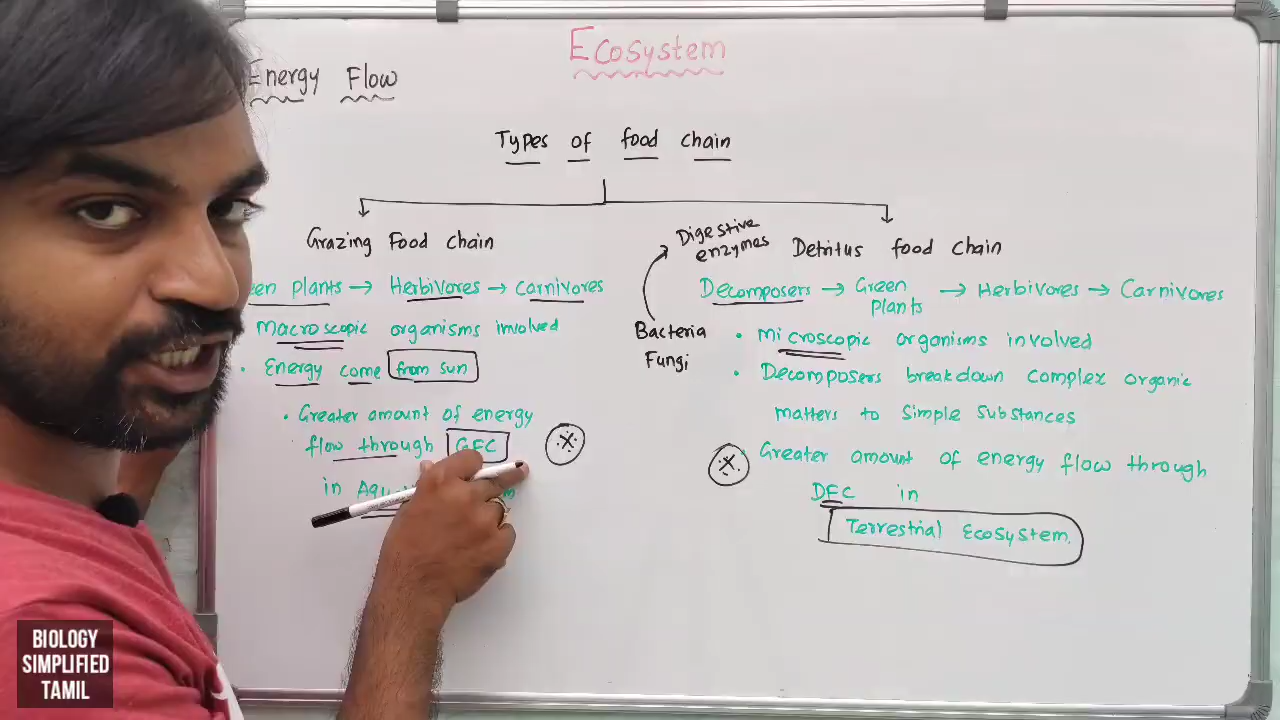 Ecosystem
Energy Flow
Types of food chain
Grazing Food chain
Digestive
enzymes
Detritus food chain
en plants → Herbivores → Carnivores
Decomposers → Green
plants → Herbivores → Carnivores
Macroscopic organisms involved
Bacteria
Fungi
• Microscopic organisms involved
• Energy come from sun
• Decomposers breakdown complex organic
matters to simple substances
• Greater amount of energy
flow through GFC
in
• Greater amount of energy flow through
DFC in
Terrestrial Ecosystem.
BIOLOGY
SIMPLIFIED
TAMIL